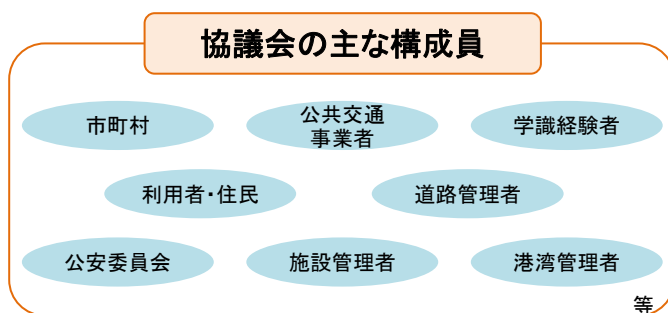 協議会の主な構成員
市町村
公共交通
事業者
学識経験者
利用者・住民
道路管理者
公安委員会
施設管理者
港湾管理者
等